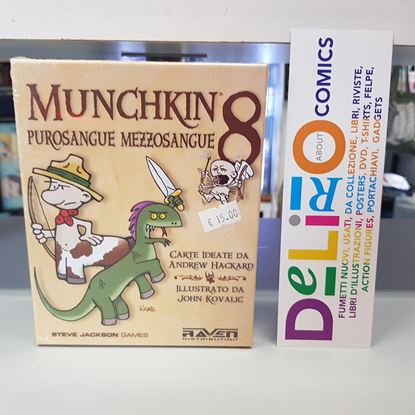 MUNCHKIN®
PUROSANGUE MEZZOSANGUE
8
€ 15.00
CARTE IDEATE DA
ANDREW HACKARD
ILLUSTRATO DA
JOHN KOVALIC
STEVE JACKSON GAMES
RAVEN
DISTRIBUTION
DeLiRiO
ABOUT
COMICS
FUMETTI NUOVI, USATI, DA COLLEZIONE, LIBRI, RIVISTE,
LIBRI D'ILLUSTRAZIONI, POSTERS, DVD, T-SHIRTS, FELPE,
ACTION FIGURES, PORTACHIAVI, GADGETS